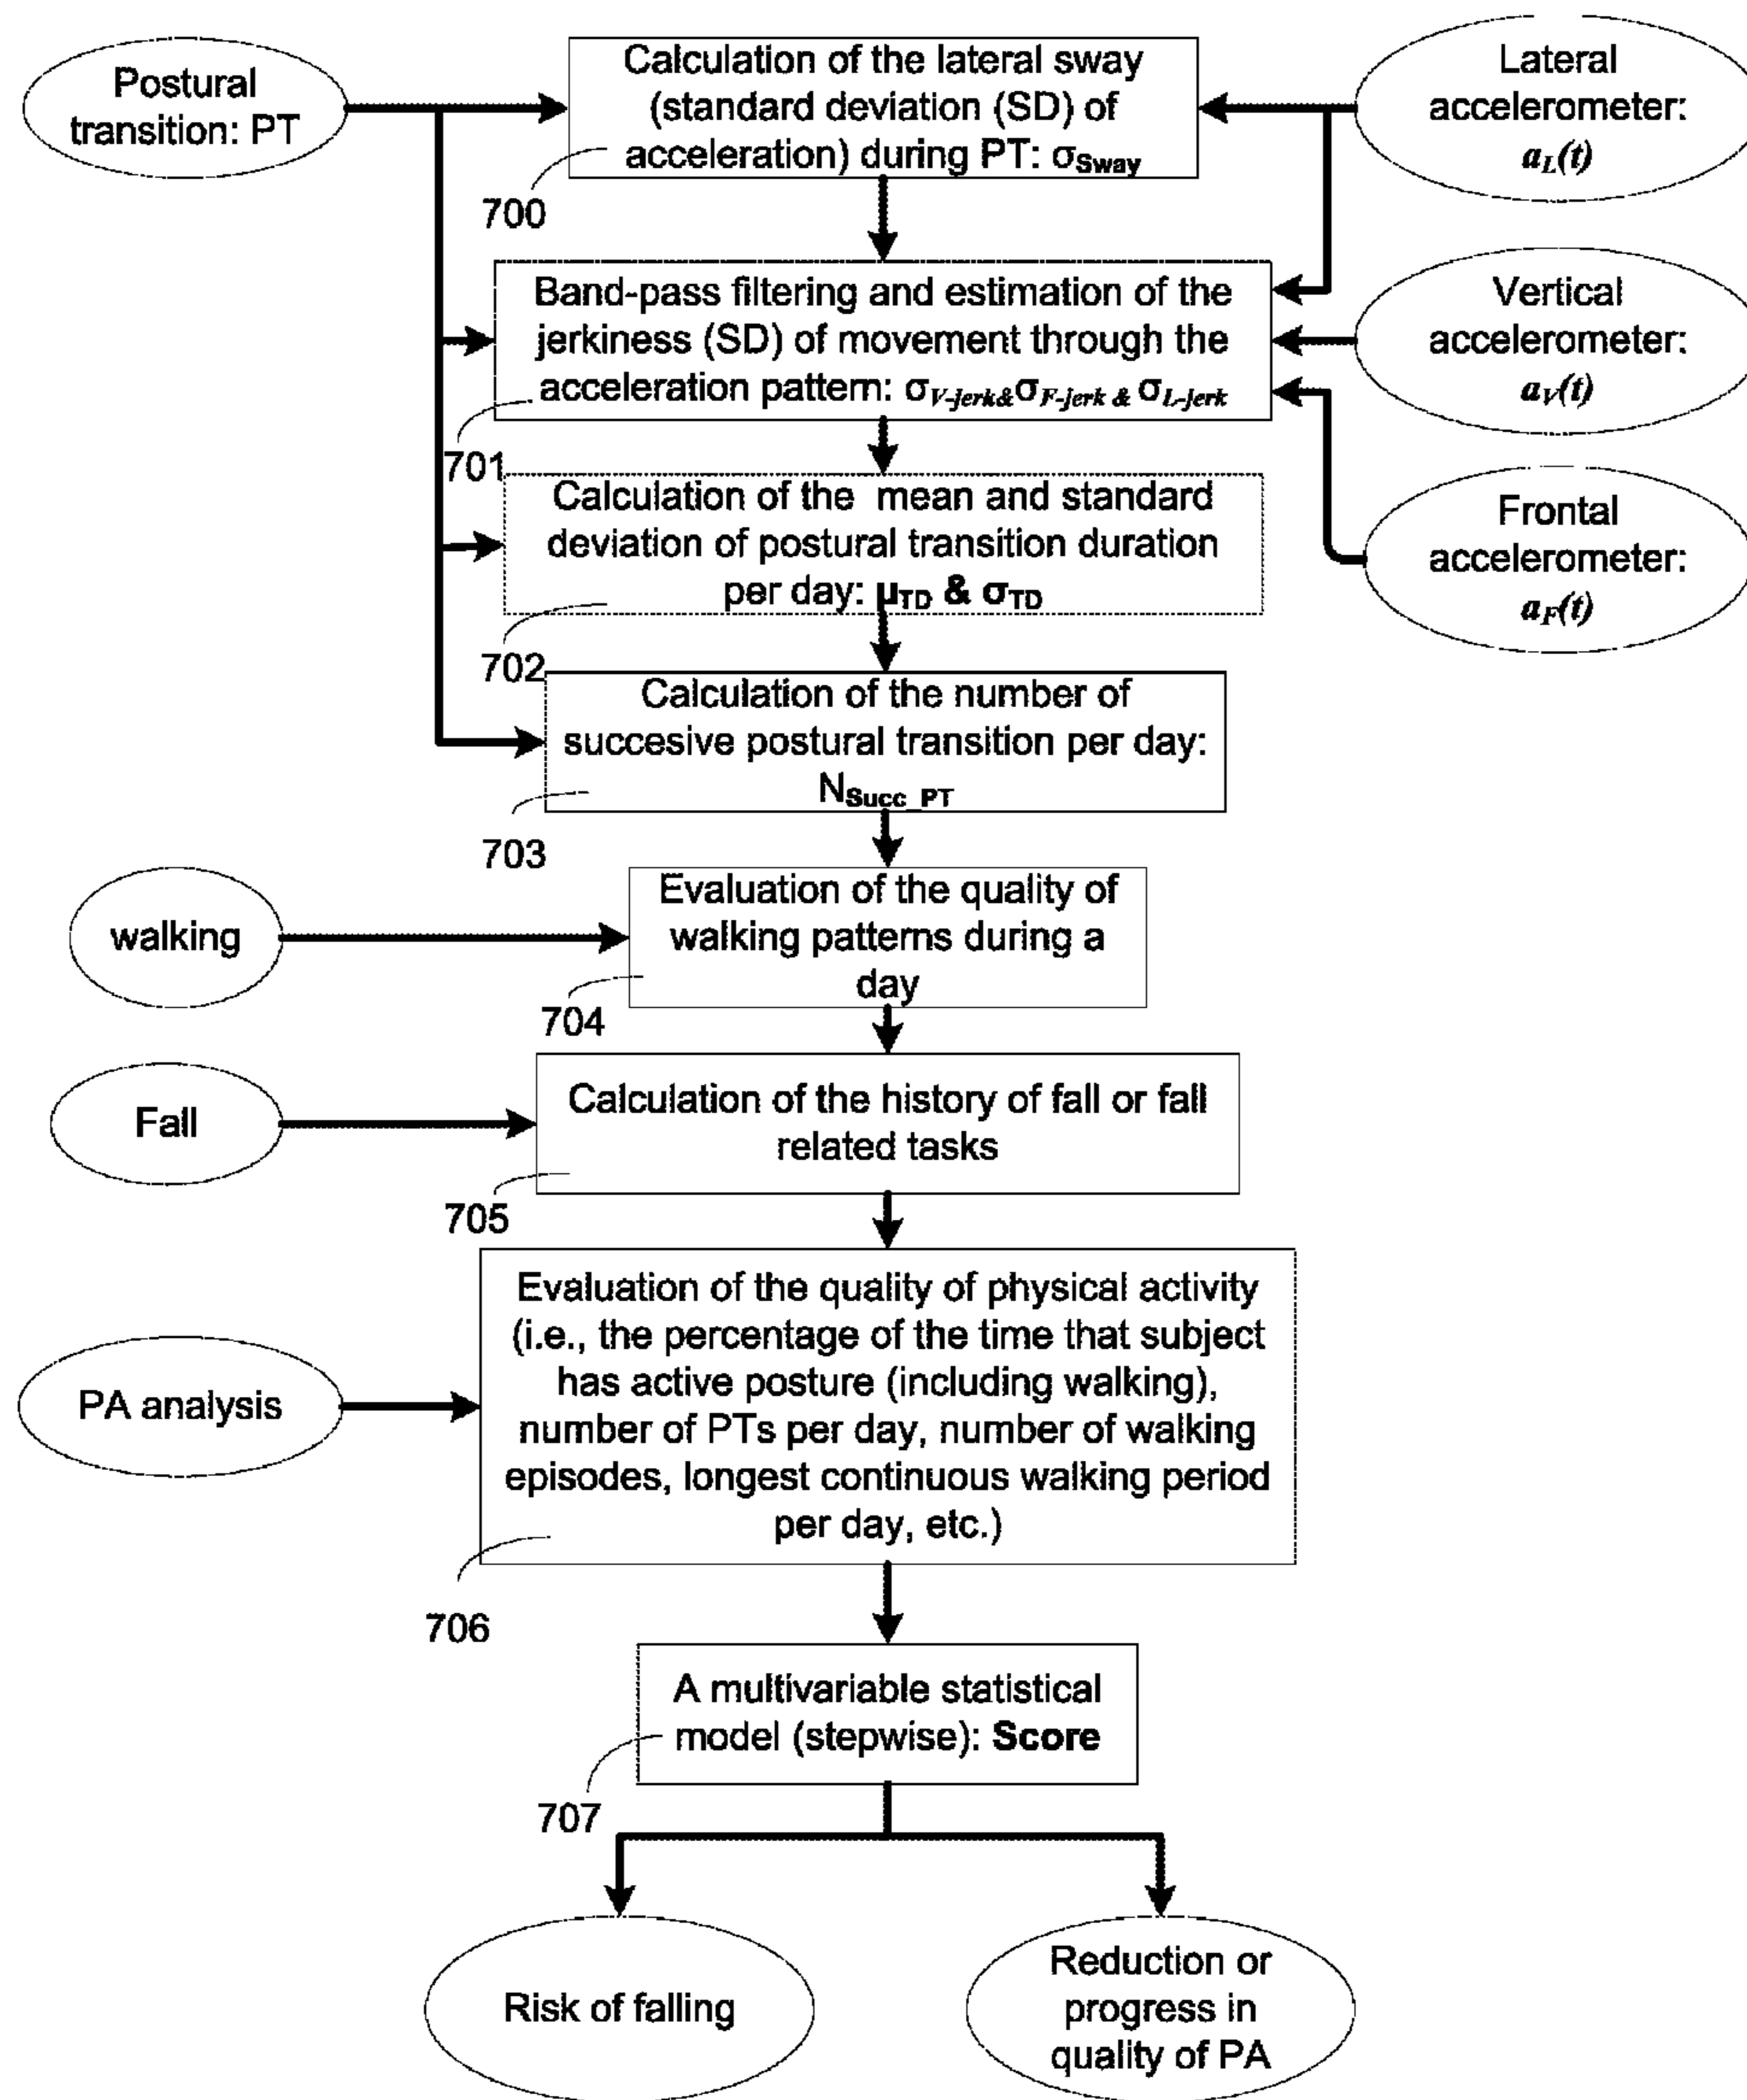 Postural
transition: PT
Calculation of the lateral sway
(standard deviation (SD) of
acceleration) during PT: σSway
700
Lateral
accelerometer:
aL(t)
Band-pass filtering and estimation of the
jerkiness (SD) of movement through the
acceleration pattern: σV-jerk&σF-jerk & σL-jerk
701
Vertical
accelerometer:
aV(t)
Calculation of the mean and standard
deviation of postural transition duration
per day: μTD & σTD
702
Frontal
accelerometer:
aF(t)
Calculation of the number of
succesive postural transition per day:
NSucc_PT
703
walking
Evaluation of the quality of
walking patterns during a
day
704
Fall
Calculation of the history of fall or fall
related tasks
705
PA analysis
Evaluation of the quality of physical activity
(i.e., the percentage of the time that subject
has active posture (including walking),
number of PTs per day, number of walking
episodes, longest continuous walking period
per day, etc.)
706
A multivariable statistical
model (stepwise): Score
707
Risk of falling
Reduction or
progress in
quality of PA